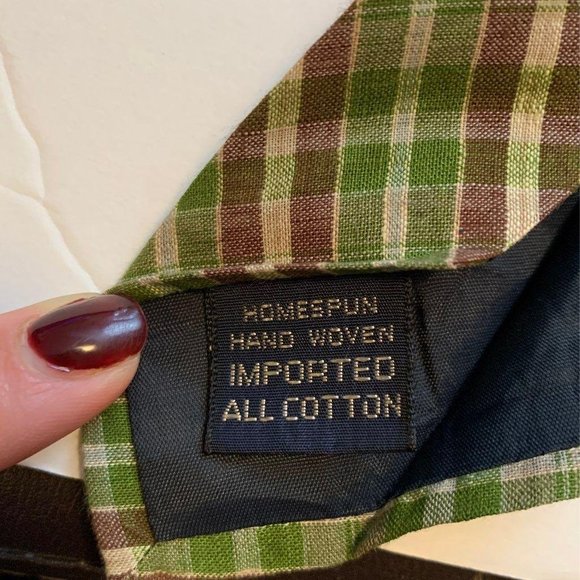 HOMESPUN
HAND WOVEN
IMPORTED
ALL COTTON